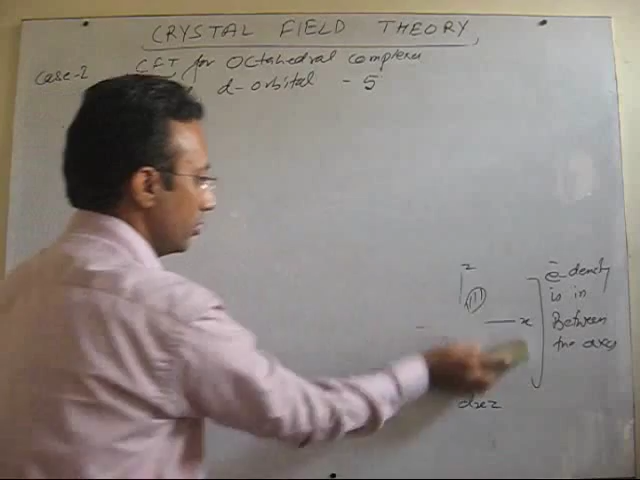 CRYSTAL FIELD THEORY
Case-2 CFT for Octahedral complexes
d-orbital - 5
z
x
dxz
e- density
is in
Between
the axes